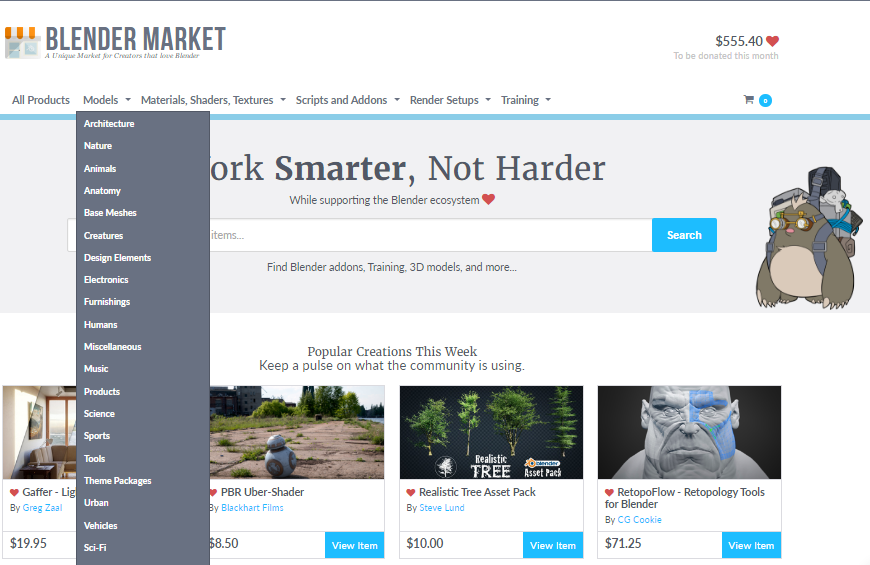 BLENDER MARKET
A Unique Market for Creators that love Blender
$555.40
To be donated this month
All Products Models Materials, Shaders, Textures Scripts and Addons Render Setups Training 0
Architecture
Nature
Animals
Anatomy
Base Meshes
Creatures
Design Elements
Electronics
Furnishings
Humans
Miscellaneous
Music
Products
Science
Sports
Tools
Theme Packages
Urban
Vehicles
Sci-Fi
ork Smarter, Not Harder
While supporting the Blender ecosystem
items...
Search
Find Blender addons, Training, 3D models, and more...
Popular Creations This Week
Keep a pulse on what the community is using.
Gaffer - Lig
By Greg Zaal
$19.95
PBR Uber-Shader
By Blackhart Films
$8.50
View Item
Realistic
TREE
blender
Asset Pack
Realistic Tree Asset Pack
By Steve Lund
$10.00
View Item
RetopoFlow - Retopology Tools
for Blender
By CG Cookie
$71.25
View Item